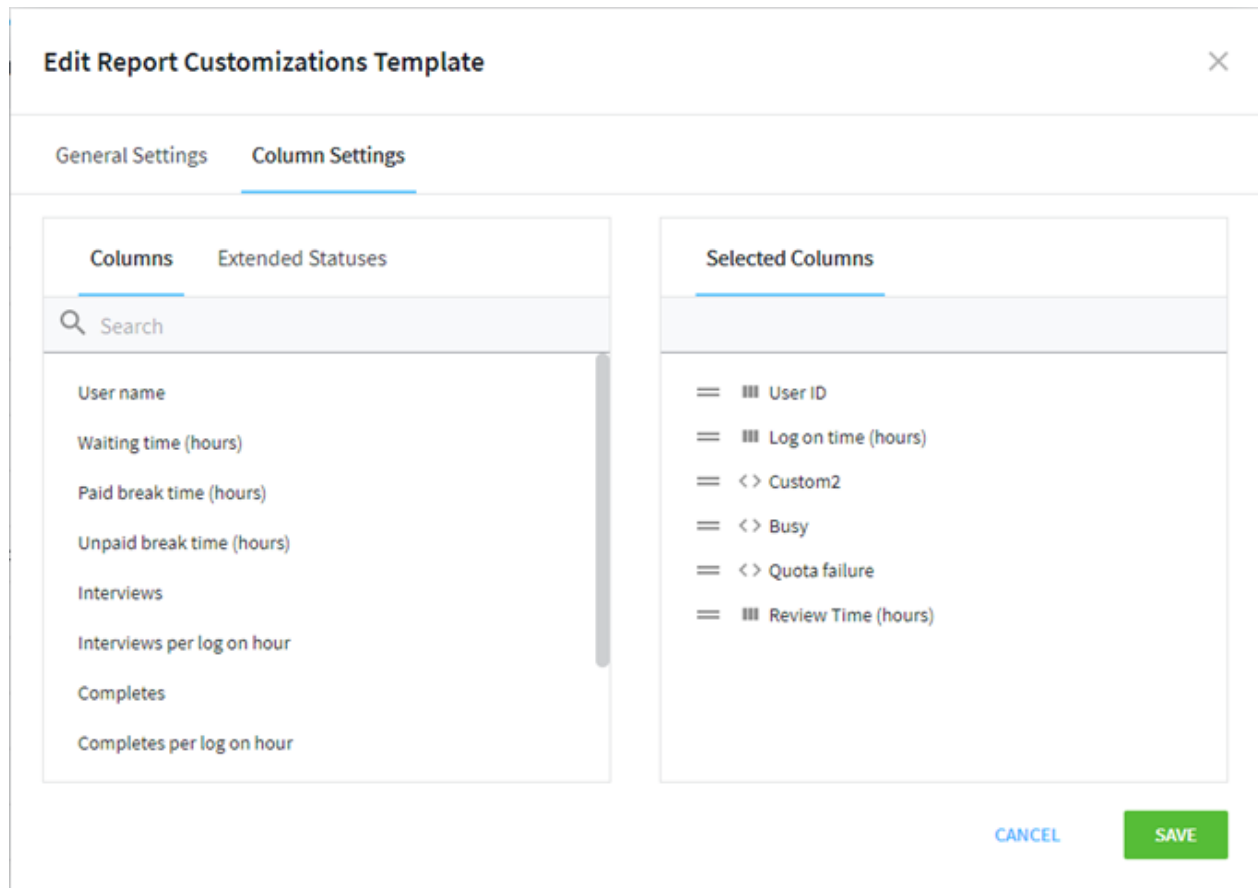 Edit Report Customizations Template
General Settings
Column Settings
Columns
Extended Statuses
Search
User name
Waiting time (hours)
Paid break time (hours)
Unpaid break time (hours)
Interviews
Interviews per log on hour
Completes
Completes per log on hour
Selected Columns
User ID
Log on time (hours)
Custom2
Busy
Quota failure
Review Time (hours)
CANCEL
SAVE